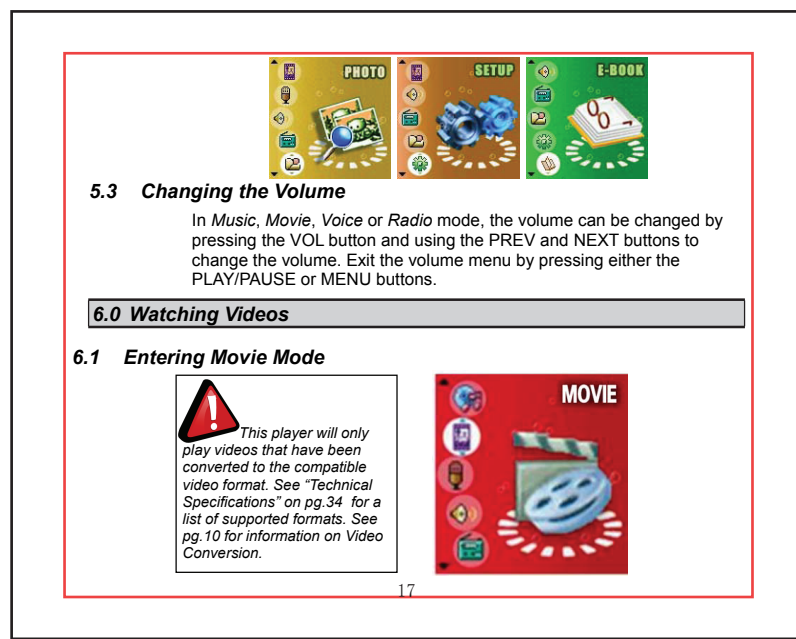 PHOTO SETUP E-BOOK
5.3 Changing the Volume
In Music, Movie, Voice or Radio mode, the volume can be changed by
pressing the VOL button and using the PREV and NEXT buttons to
change the volume. Exit the volume menu by pressing either the
PLAY/PAUSE or MENU buttons.
6.0 Watching Videos
6.1 Entering Movie Mode
This player will only
play videos that have been
converted to the compatible
video format. See “Technical
Specifications” on pg.34 for a
list of supported formats. See
pg.10 for information on Video
Conversion.
MOVIE
17